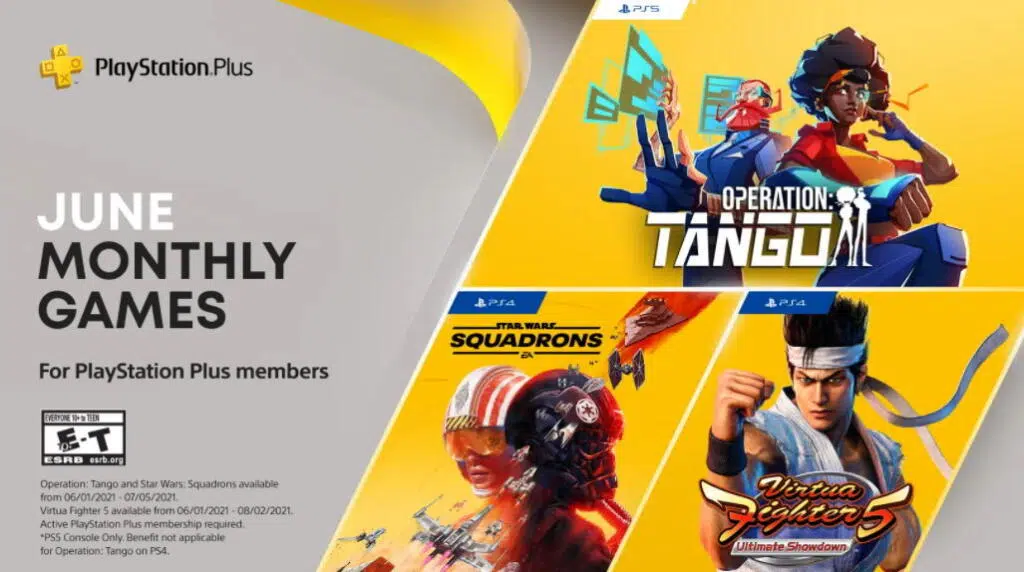 PlayStation Plus
JUNE
MONTHLY
GAMES
For PlayStation Plus members
EVERYONE 10+ to TEEN
E-T
ESRB esrb.org
Operation: Tango and Star Wars: Squadrons available
from 06/01/2021 - 07/05/2021.
Virtua Fighter 5 available from 06/01/2021 - 08/02/2021.
Active PlayStation Plus membership required.
*PS5 Console Only. Benefit not applicable
for Operation: Tango on PS4.
PS5
OPERATION:
TANGO
PS4
STAR WARS
SQUADRONS
EA
PS4
Virtua
Fighter 5
Ultimate Showdown